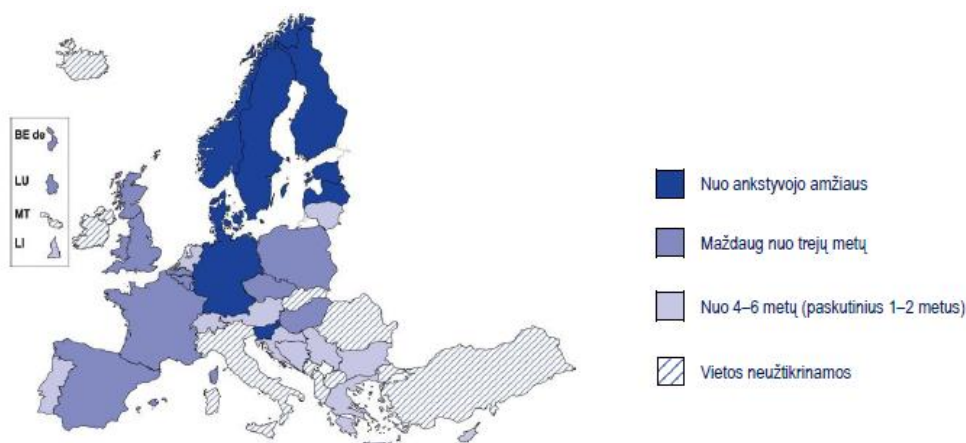 BE de
LU
MT
LI
Nuo ankstyvojo amžiaus
Maždaug nuo trejų metų
Nuo 4–6 metų (paskutinius 1–2 metus)
Vietos neužtikrinamos